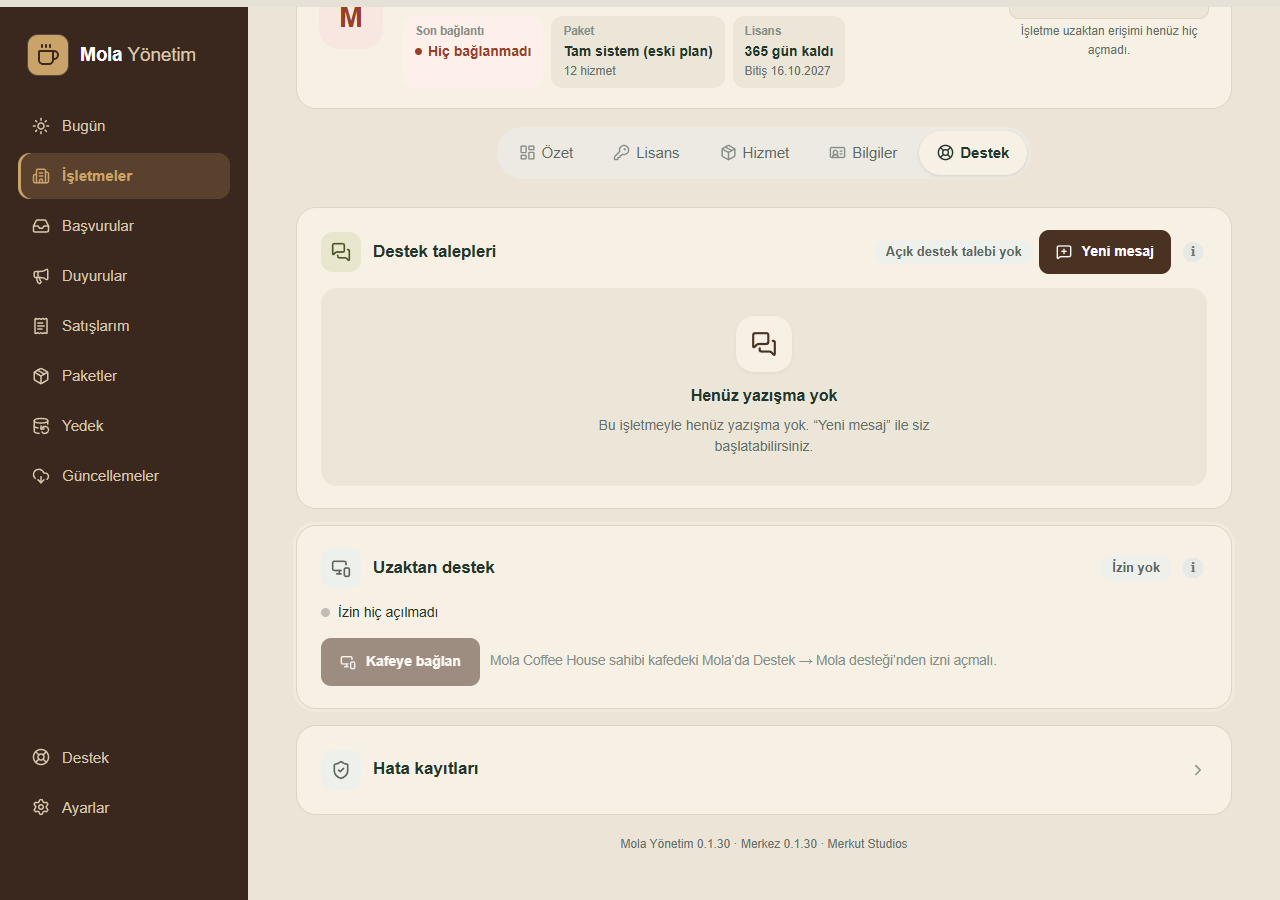 Mola Yönetim
Bugün
İşletmeler
Başvurular
Duyurular
Satışlarım
Paketler
Yedek
Güncellemeler
Destek
Ayarlar
M
Son bağlantı
Hiç bağlanmadı
Paket
Tam sistem (eski plan)
12 hizmet
Lisans
365 gün kaldı
Bitiş 16.10.2027
İşletme uzaktan erişimi henüz hiç
açmadı.
Özet
Lisans
Hizmet
Bilgiler
Destek
Destek talepleri
Açık destek talebi yok
Yeni mesaj
i
Henüz yazışma yok
Bu işletmeyle henüz yazışma yok. “Yeni mesaj” ile siz
başlatabilirsiniz.
Uzaktan destek
İzin yok
i
İzin hiç açılmadı
Kafeye bağlan
Mola Coffee House sahibi kafedeki Mola’da Destek → Mola desteği’nden izni açmalı.
Hata kayıtları
Mola Yönetim 0.1.30 · Merkez 0.1.30 · Merkut Studios